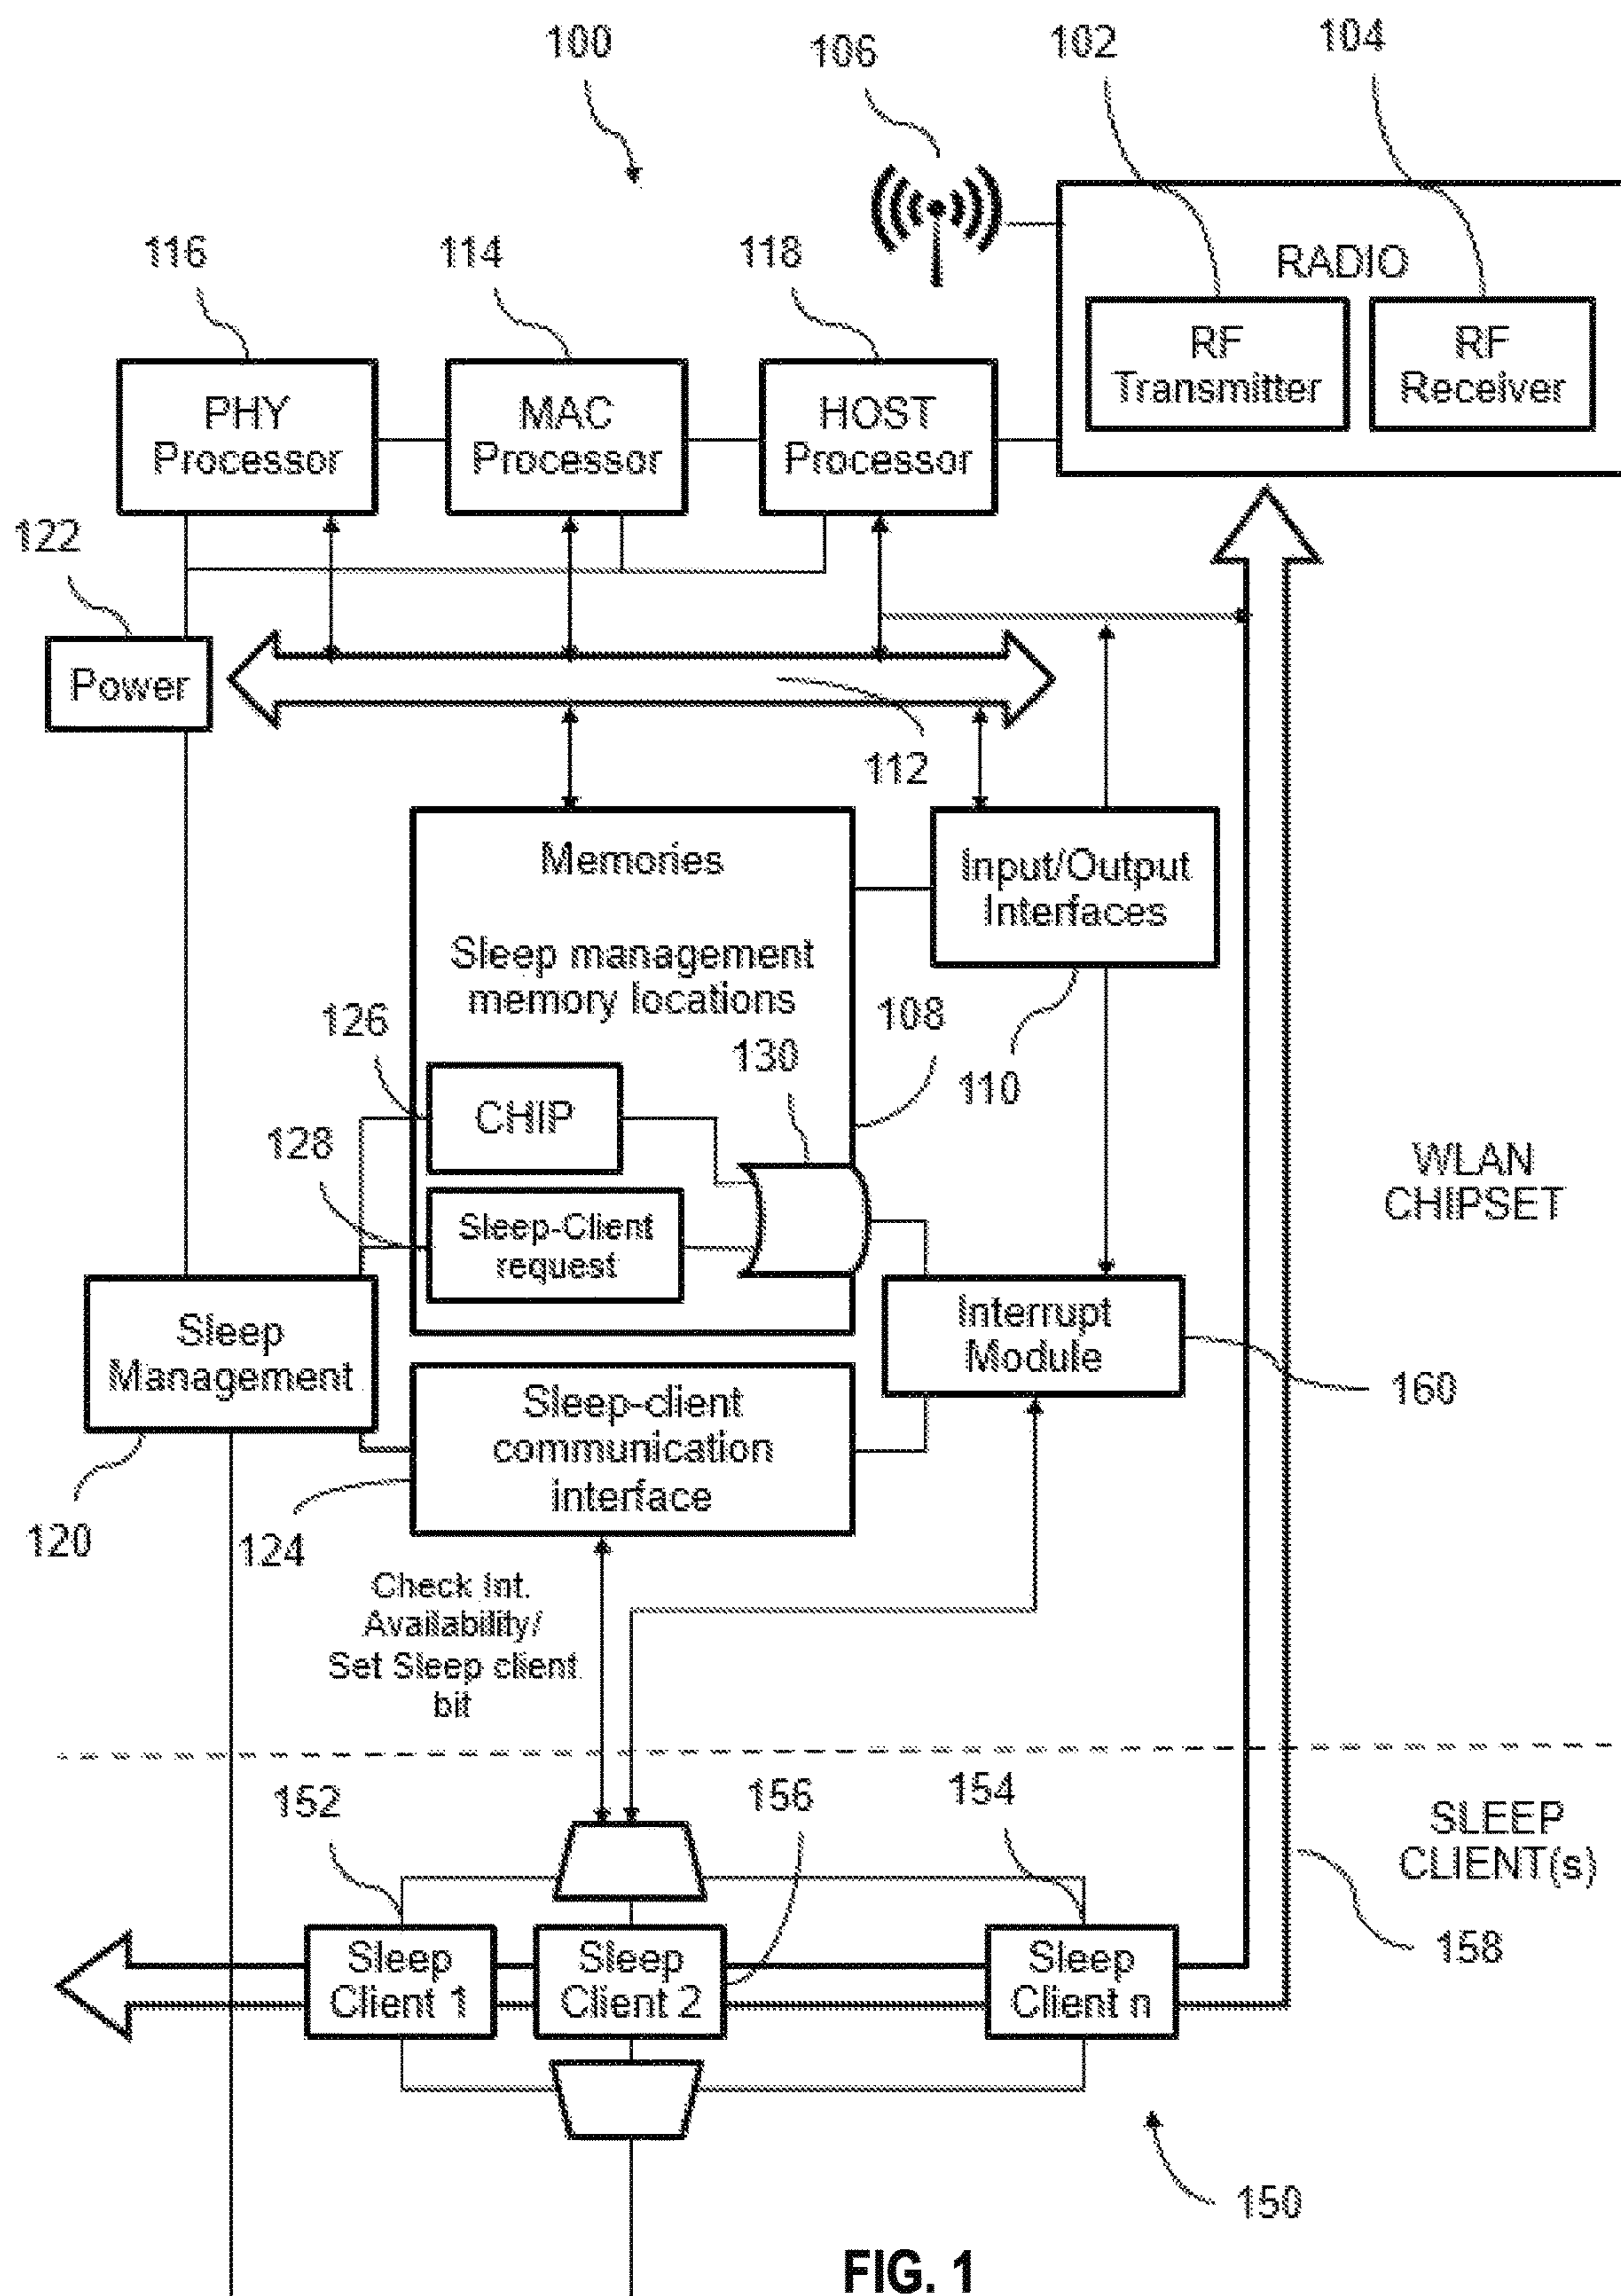 100
106
102
104
116
114
118
RADIO
RF
Transmitter
RF
Receiver
PHY
Processor
MAC
Processor
HOST
Processor
122
Power
112
Memories
Input/Output
Interfaces
Sleep management
memory locations
126
108
130
110
CHIP
128
Sleep-Client
request
WLAN
CHIPSET
Sleep
Management
Interrupt
Module
160
Sleep-client
communication
interface
120
124
Check Int.
Availability/
Set Sleep client
bit
152
156
154
SLEEP
CLIENT(s)
158
Sleep
Client 1
Sleep
Client 2
Sleep
Client n
150
FIG. 1